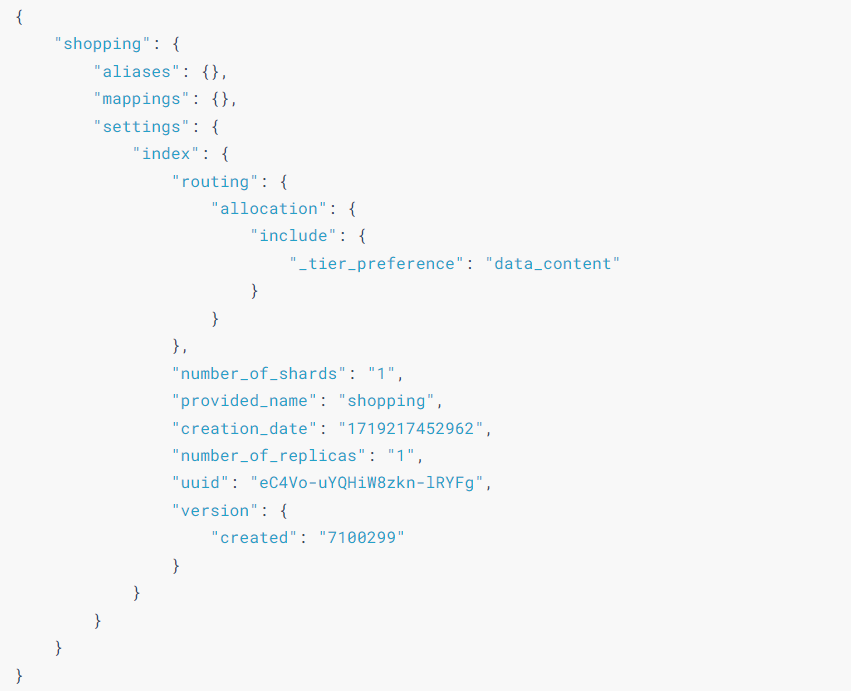 {
    "shopping": {
        "aliases": {},
        "mappings": {},
        "settings": {
            "index": {
                "routing": {
                    "allocation": {
                        "include": {
                            "_tier_preference": "data_content"
                        }
                    }
                },
                "number_of_shards": "1",
                "provided_name": "shopping",
                "creation_date": "1719217452962",
                "number_of_replicas": "1",
                "uuid": "eC4Vo-uYQHiW8zkn-lRYFg",
                "version": {
                    "created": "7100299"
                }
            }
        }
    }
}